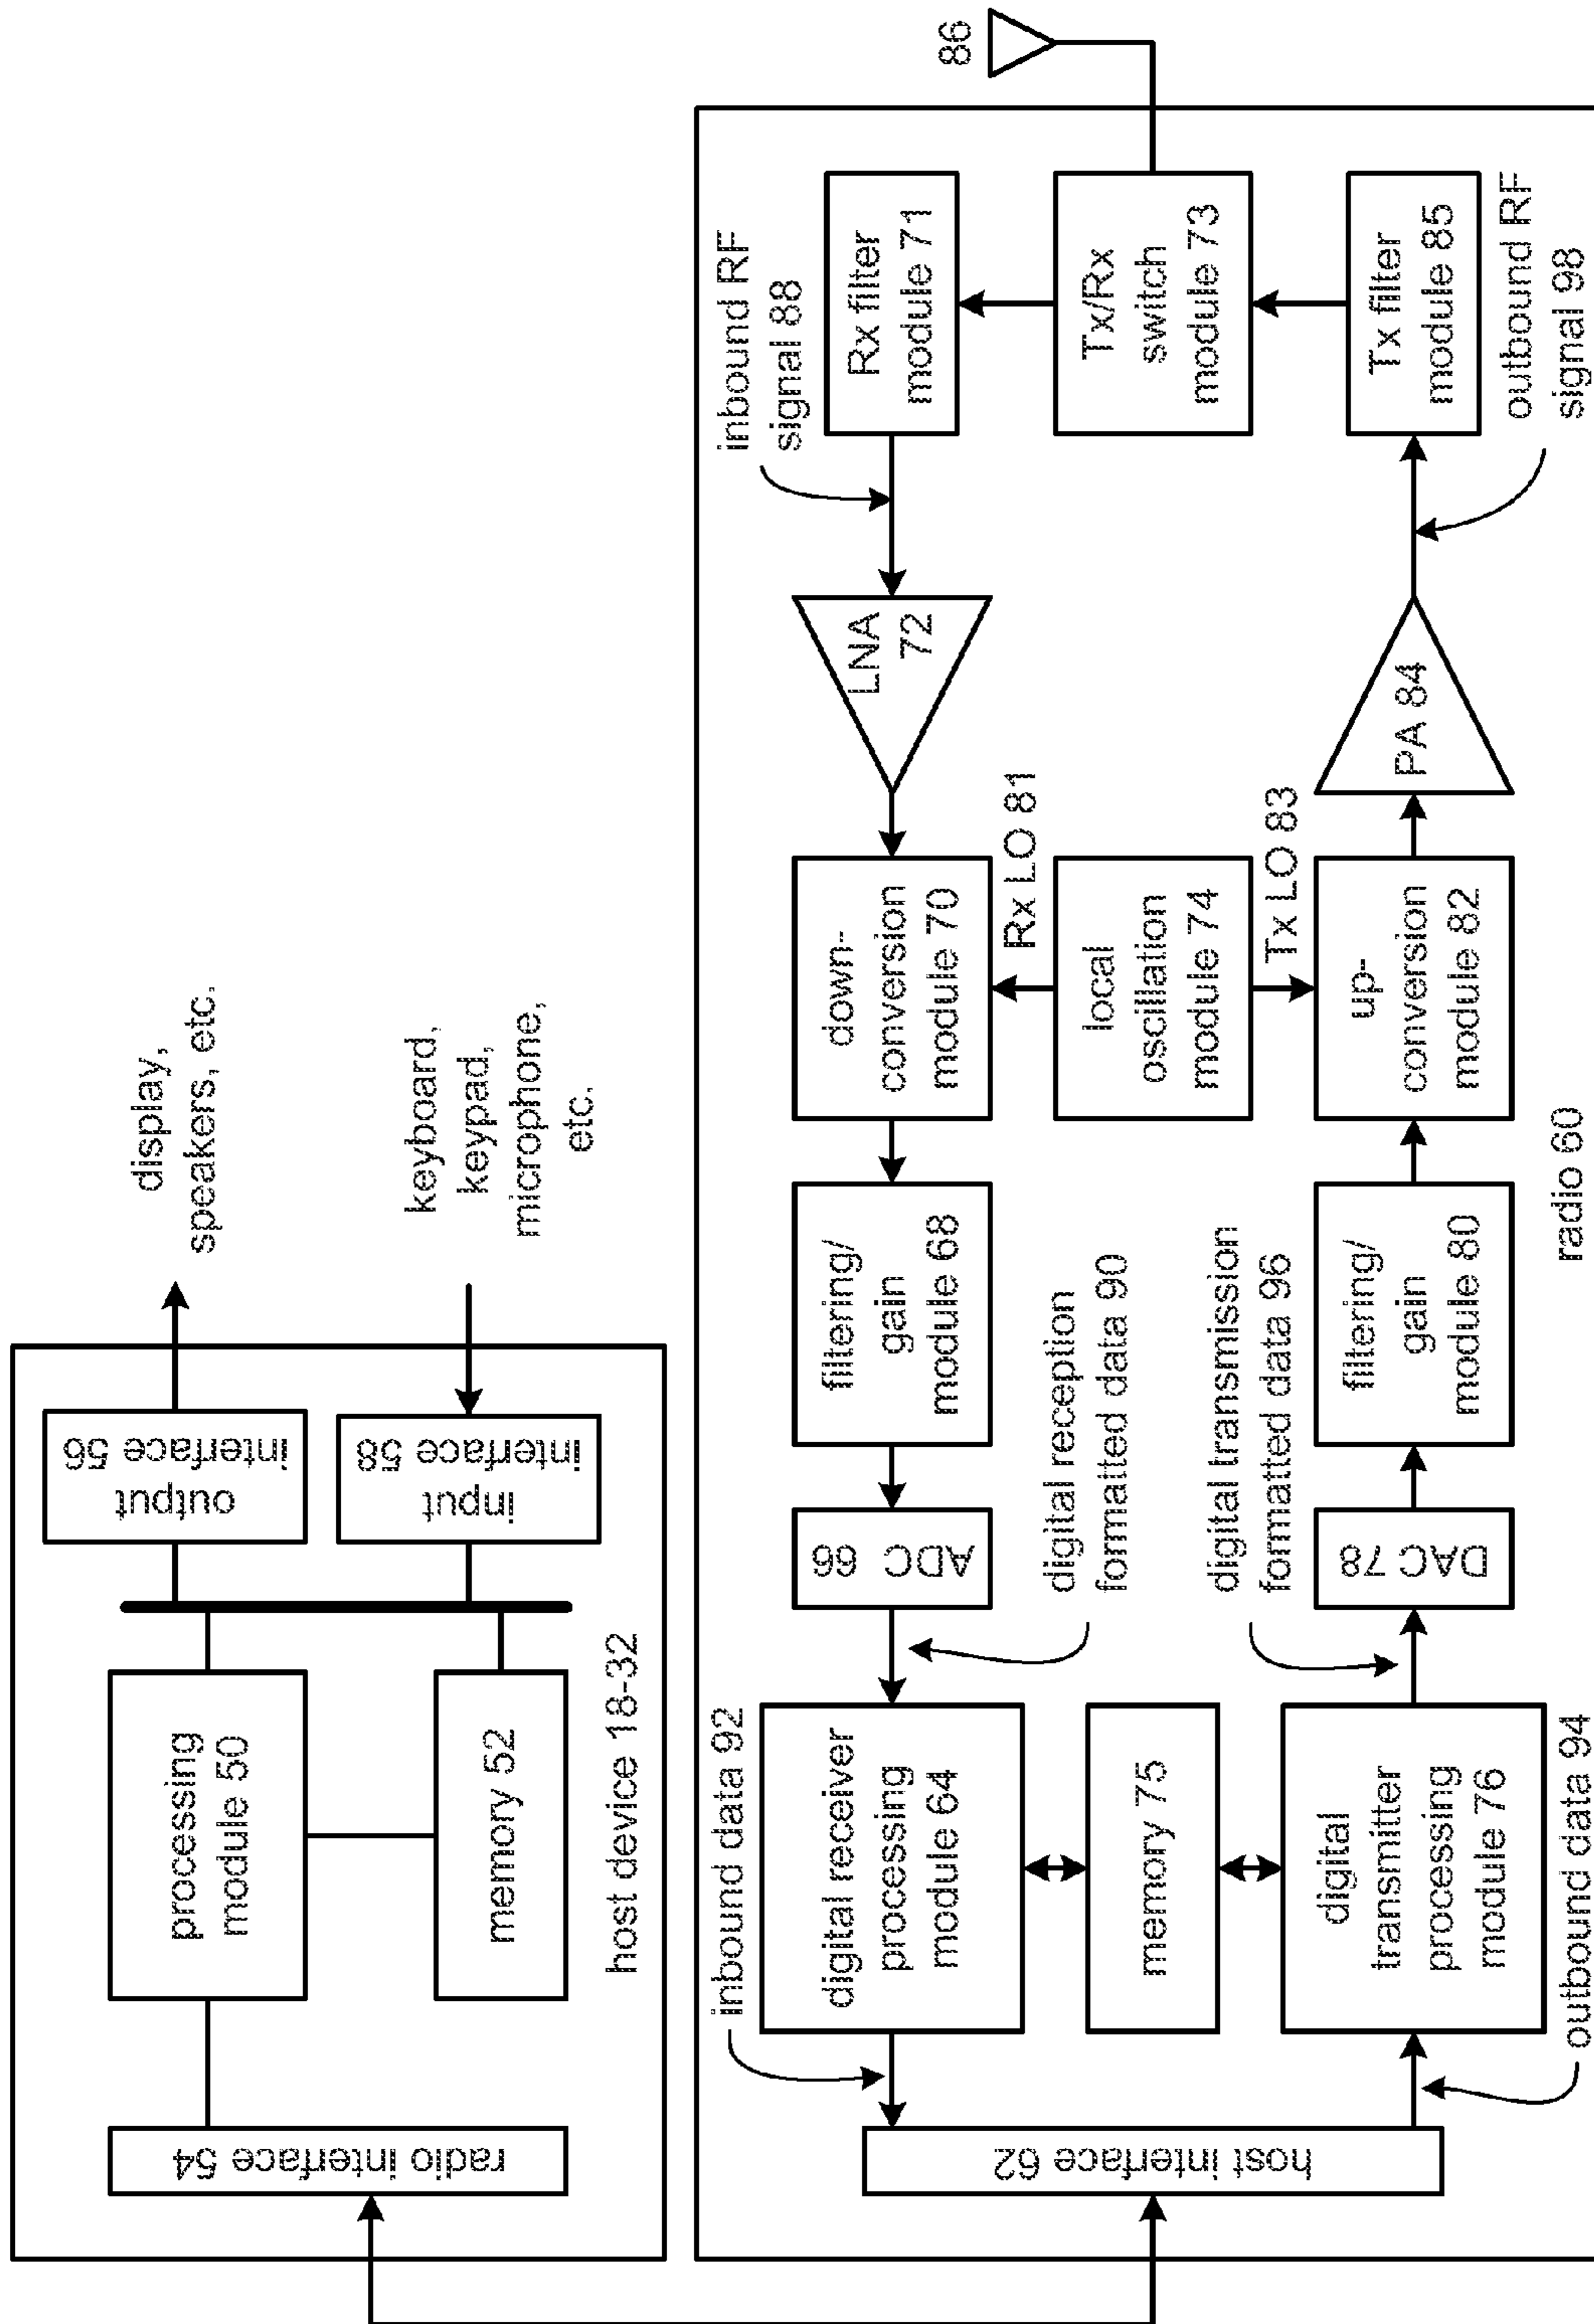 processing
module 50
memory 52
radio interface 54
output
interface 56
input
interface 58
display,
speakers, etc.
keyboard,
keypad,
microphone,
etc.
host device 18-32
86
inbound data 92
digital receiver
processing
module 64
ADC 66
filtering/
gain
module 68
down-
conversion
module 70
LNA
72
inbound RF
signal 88
Rx filter
module 71
host interface 62
memory 75
digital reception
formatted data 90
digital transmission
formatted data 96
Rx LO 81
local
oscillation
module 74
Tx LO 83
Tx/Rx
switch
module 73
digital
transmitter
processing
module 76
DAC 78
filtering/
gain
module 80
up-
conversion
module 82
PA 84
Tx filter
module 85
outbound RF
signal 98
outbound data 94
radio 60